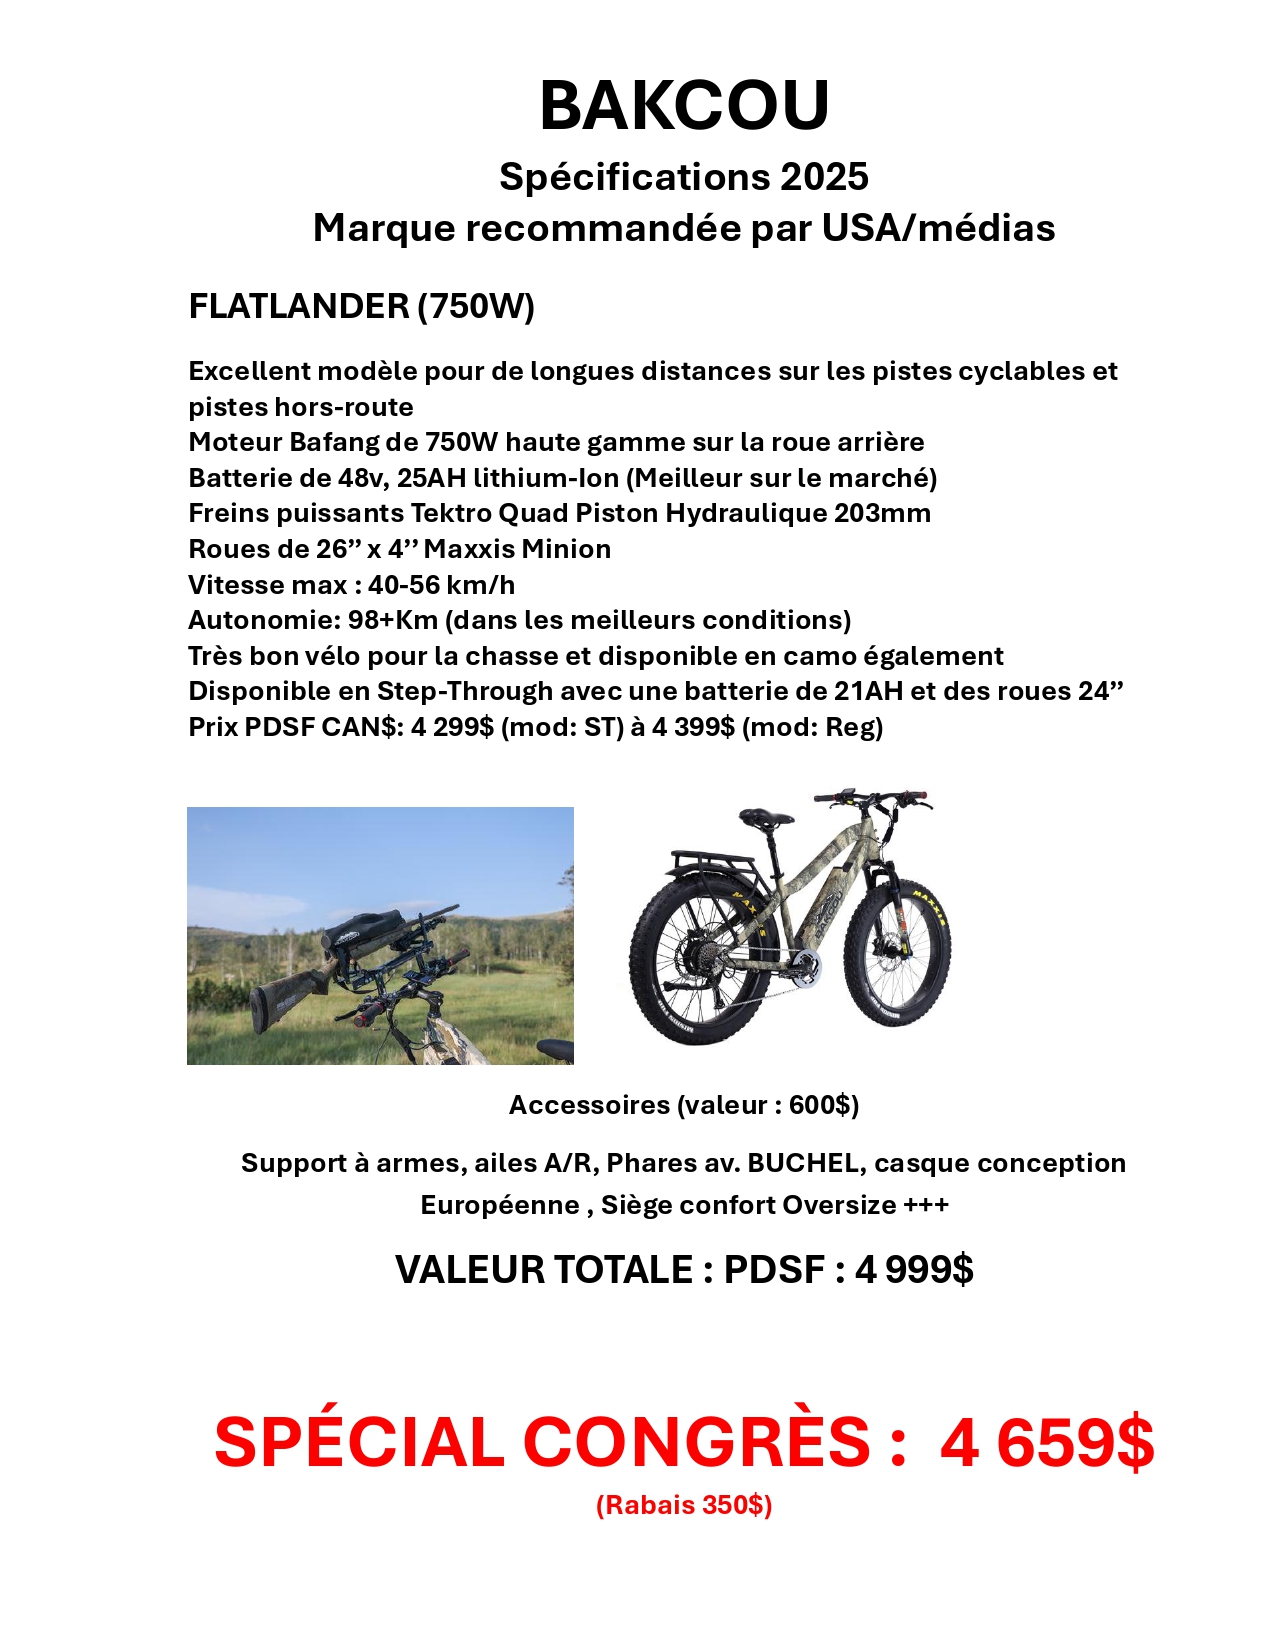 BAKCOU
Spécifications 2025
Marque recommandée par USA/médias
FLATLANDER (750W)
Excellent modèle pour de longues distances sur les pistes cyclables et
pistes hors-route
Moteur Bafang de 750W haute gamme sur la roue arrière
Batterie de 48v, 25AH lithium-Ion (Meilleur sur le marché)
Freins puissants Tektro Quad Piston Hydraulique 203mm
Roues de 26’’ x 4’’ Maxxis Minion
Vitesse max : 40-56 km/h
Autonomie: 98+Km (dans les meilleurs conditions)
Très bon vélo pour la chasse et disponible en camo également
Disponible en Step-Through avec une batterie de 21AH et des roues 24’’
Prix PDSF CAN$: 4 299$ (mod: ST) à 4 399$ (mod: Reg)
MAXXIS
MAXXIS
BAKCOU
Accessoires (valeur : 600$)
Support à armes, ailes A/R, Phares av. BUCHEL, casque conception
Européenne , Siège confort Oversize +++
VALEUR TOTALE : PDSF : 4 999$
SPÉCIAL CONGRÈS : 4 659$
(Rabais 350$)